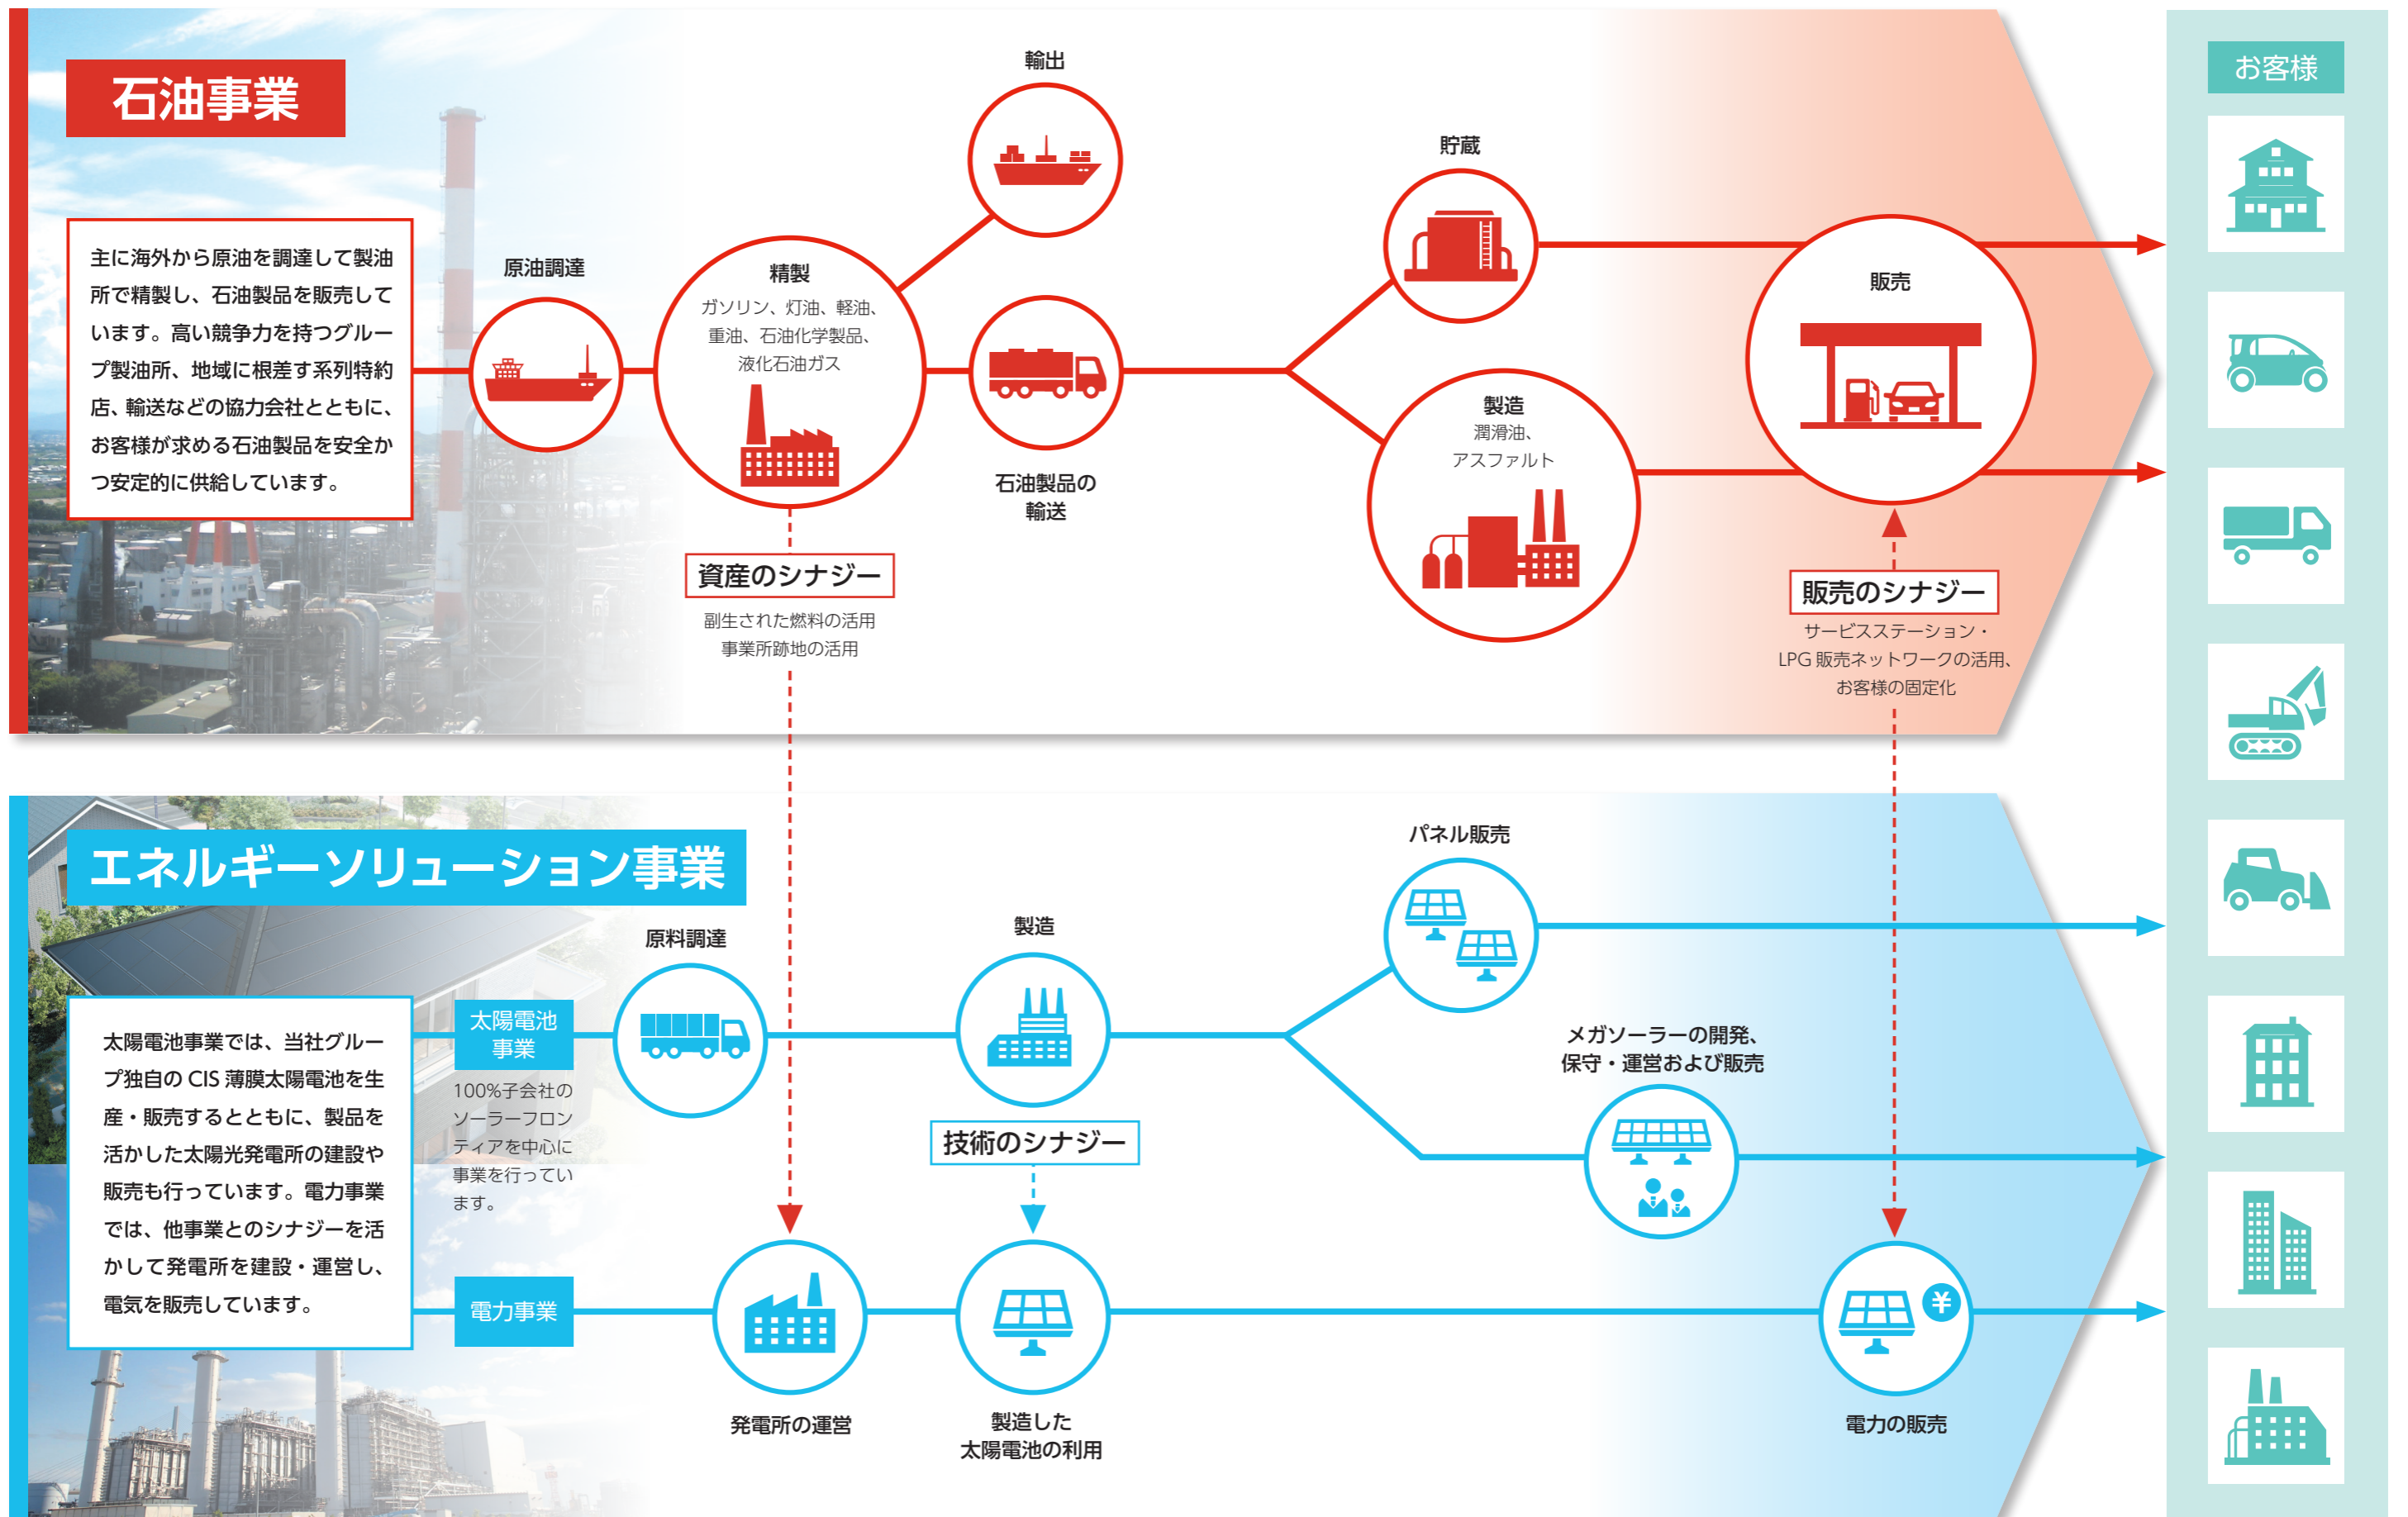 石油事業
主に海外から原油を調達して製油
所で精製し、石油製品を販売して
います。高い競争力を持つグルー
プ製油所、地域に根差す系列特約
店、輸送などの協力会社とともに、
お客様が求める石油製品を安全か
つ安定的に供給しています。
原油調達
精製
ガソリン、灯油、軽油、
重油、石油化学製品、
液化石油ガス
輸出
石油製品の
輸送
貯蔵
製造
潤滑油、
アスファルト
販売
資産のシナジー
副生された燃料の活用
事業所跡地の活用
販売のシナジー
サービスステーション・
LPG 販売ネットワークの活用、
お客様の固定化
エネルギーソリューション事業
太陽電池事業では、当社グルー
プ独自の CIS 薄膜太陽電池を生
産・販売するとともに、製品を
活かした太陽光発電所の建設や
販売も行っています。電力事業
では、他事業とのシナジーを活
かして発電所を建設・運営し、
電気を販売しています。
太陽電池
事業
100%子会社の
ソーラーフロン
ティアを中心に
事業を行ってい
ます。
原料調達
製造
技術のシナジー
パネル販売
メガソーラーの開発、
保守・運営および販売
電力事業
発電所の運営
製造した
太陽電池の利用
¥
電力の販売
お客様